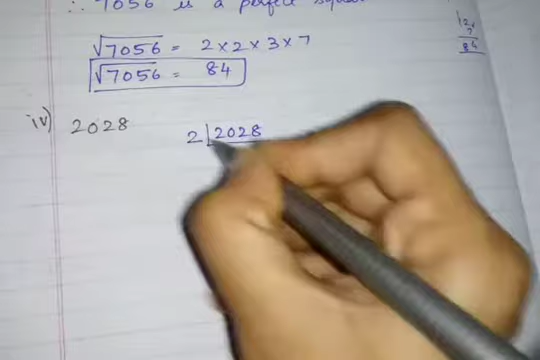 ∴ 7056 is a perfect square
√7056 = 2 × 2 × 3 × 7
√7056 = 84
12
7
84
iv) 2028
2 | 2028